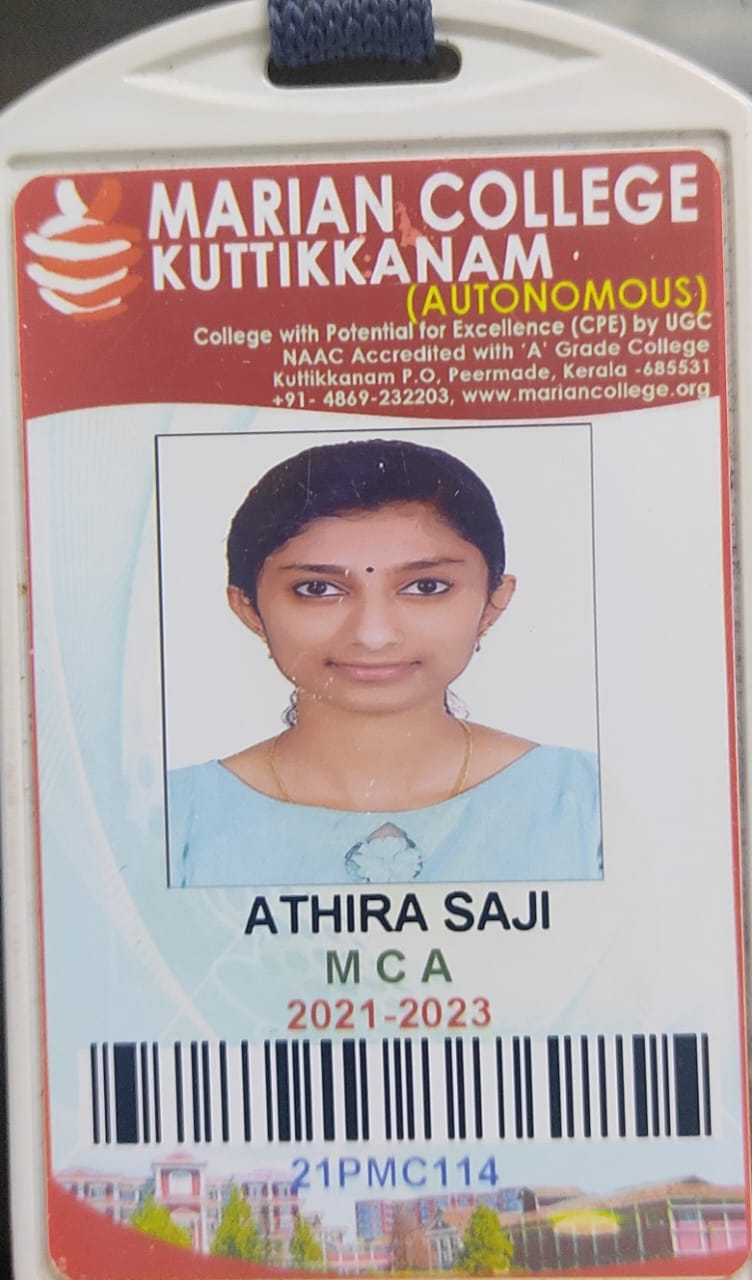 MARIAN COLLEGE
KUTTIKKANAM
(AUTONOMOUS)
College with Potential for Excellence (CPE) by UGC
NAAC Accredited with 'A' Grade College
Kuttikkanam P.O, Peermade, Kerala -685531
+91- 4869-232203, www.mariancollege.org
ATHIRA SAJI
M C A
2021-2023
21PMC114